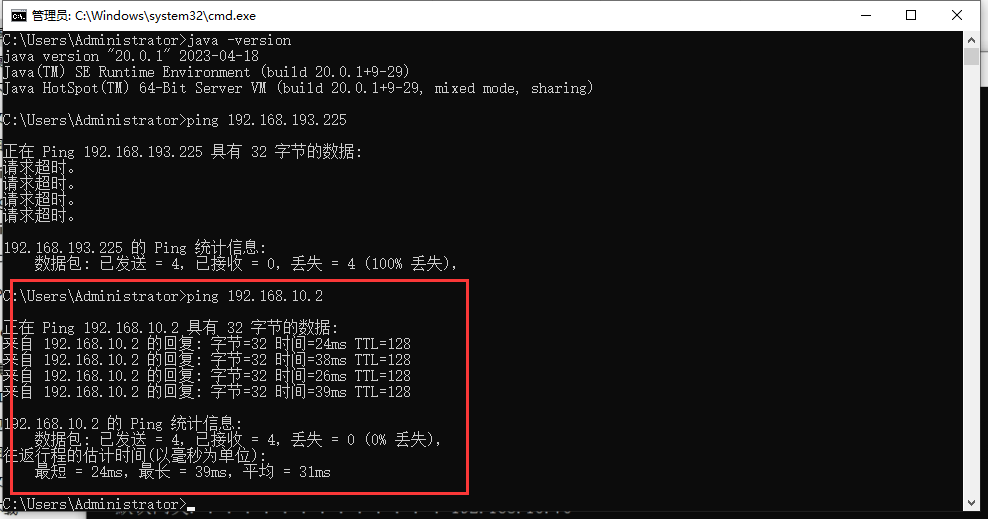 管理员: C:\Windows\system32\cmd.exe
C:\Users\Administrator>java -version
java version "20.0.1" 2023-04-18
Java(TM) SE Runtime Environment (build 20.0.1+9-29)
Java HotSpot(TM) 64-Bit Server VM (build 20.0.1+9-29, mixed mode, sharing)
C:\Users\Administrator>ping 192.168.193.225
正在 Ping 192.168.193.225 具有 32 字节的数据:
请求超时。
请求超时。
请求超时。
请求超时。
192.168.193.225 的 Ping 统计信息:
数据包: 已发送 = 4，已接收 = 0，丢失 = 4 (100% 丢失)，
C:\Users\Administrator>ping 192.168.10.2
正在 Ping 192.168.10.2 具有 32 字节的数据:
来自 192.168.10.2 的回复: 字节=32 时间=24ms TTL=128
来自 192.168.10.2 的回复: 字节=32 时间=38ms TTL=128
来自 192.168.10.2 的回复: 字节=32 时间=26ms TTL=128
来自 192.168.10.2 的回复: 字节=32 时间=39ms TTL=128
192.168.10.2 的 Ping 统计信息:
数据包: 已发送 = 4，已接收 = 4，丢失 = 0 (0% 丢失)，
往返行程的估计时间(以毫秒为单位):
最短 = 24ms，最长 = 39ms，平均 = 31ms
C:\Users\Administrator>